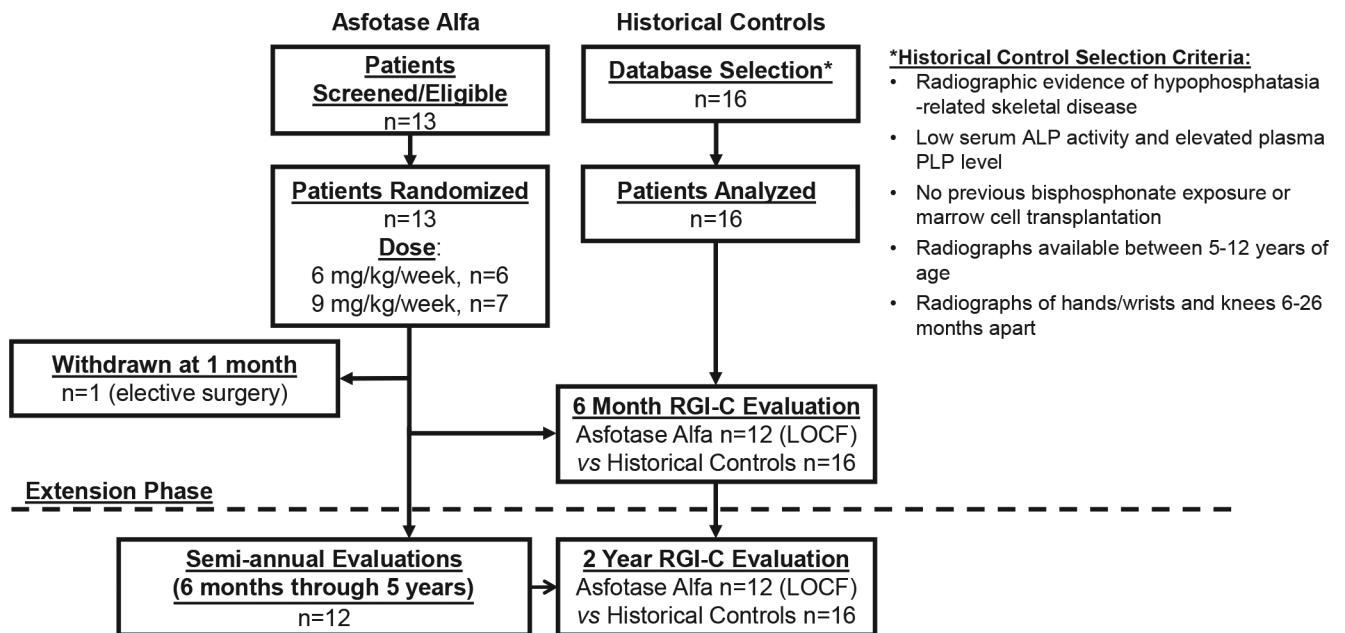 Asfotase Alfa
Patients
Screened/Eligible
n=13
Patients Randomized
n=13
Dose:
6 mg/kg/week, n=6
9 mg/kg/week, n=7
Withdrawn at 1 month
n=1 (elective surgery)
Historical Controls
Database Selection*
n=16
Patients Analyzed
n=16
6 Month RGI-C Evaluation
Asfotase Alfa n=12 (LOCF)
vs Historical Controls n=16
*Historical Control Selection Criteria:
• Radiographic evidence of hypophosphatasia
-related skeletal disease
• Low serum ALP activity and elevated plasma
PLP level
• No previous bisphosphonate exposure or
marrow cell transplantation
• Radiographs available between 5-12 years of
age
• Radiographs of hands/wrists and knees 6-26
months apart
Extension Phase
Semi-annual Evaluations
(6 months through 5 years)
n=12
2 Year RGI-C Evaluation
Asfotase Alfa n=12 (LOCF)
vs Historical Controls n=16